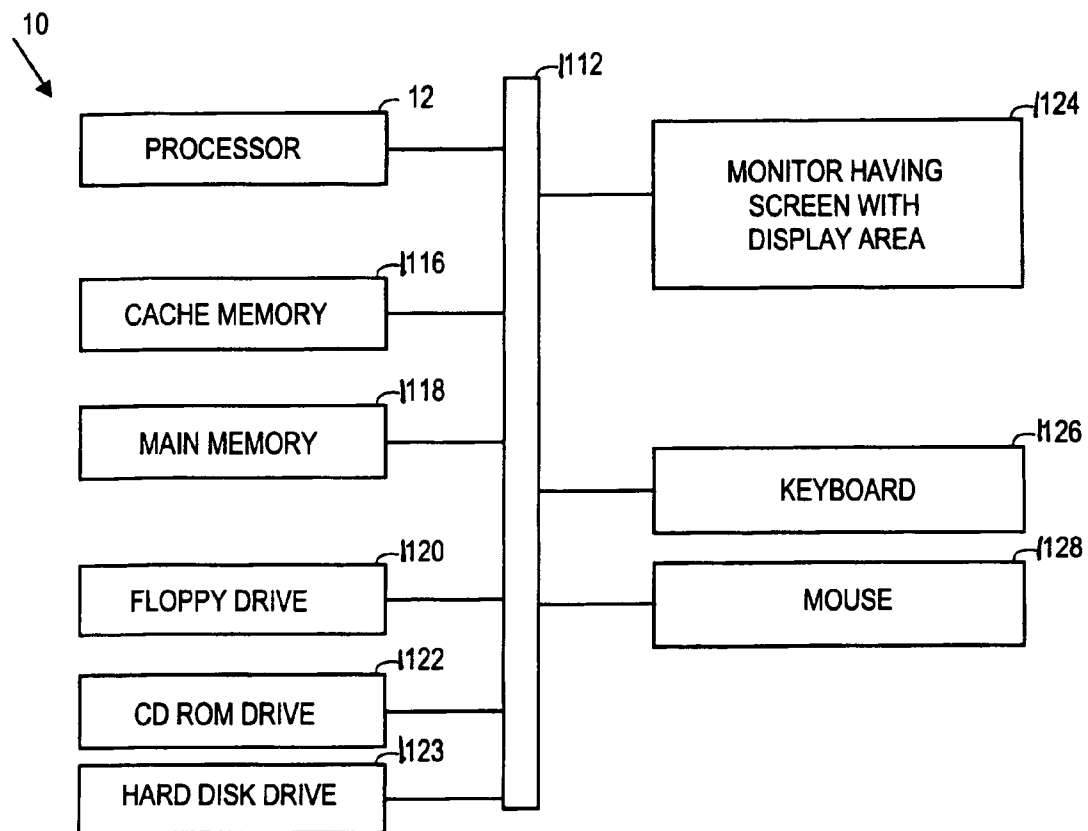 10
112
12
PROCESSOR
124
MONITOR HAVING
SCREEN WITH
DISPLAY AREA
116
CACHE MEMORY
118
MAIN MEMORY
126
KEYBOARD
120
FLOPPY DRIVE
128
MOUSE
122
CD ROM DRIVE
123
HARD DISK DRIVE